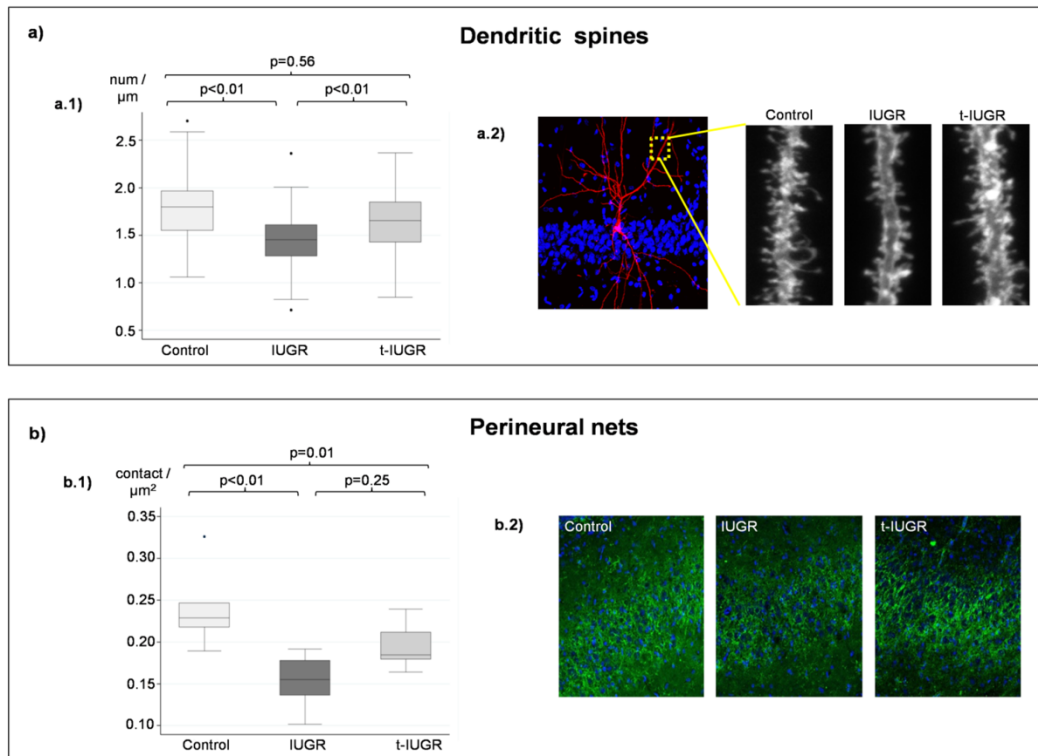 a)
Dendritic spines
p=0.56
num /
μm
p<0.01
p<0.01
a.1)
2.5
2.0
1.5
1.0
0.5
Control
IUGR
t-IUGR
a.2)
Control
IUGR
t-IUGR
b)
Perineural nets
p=0.01
b.1)
contact /
μm²
p<0.01
p=0.25
0.35
0.30
0.25
0.20
0.15
0.10
Control
IUGR
t-IUGR
b.2)
Control
IUGR
t-IUGR